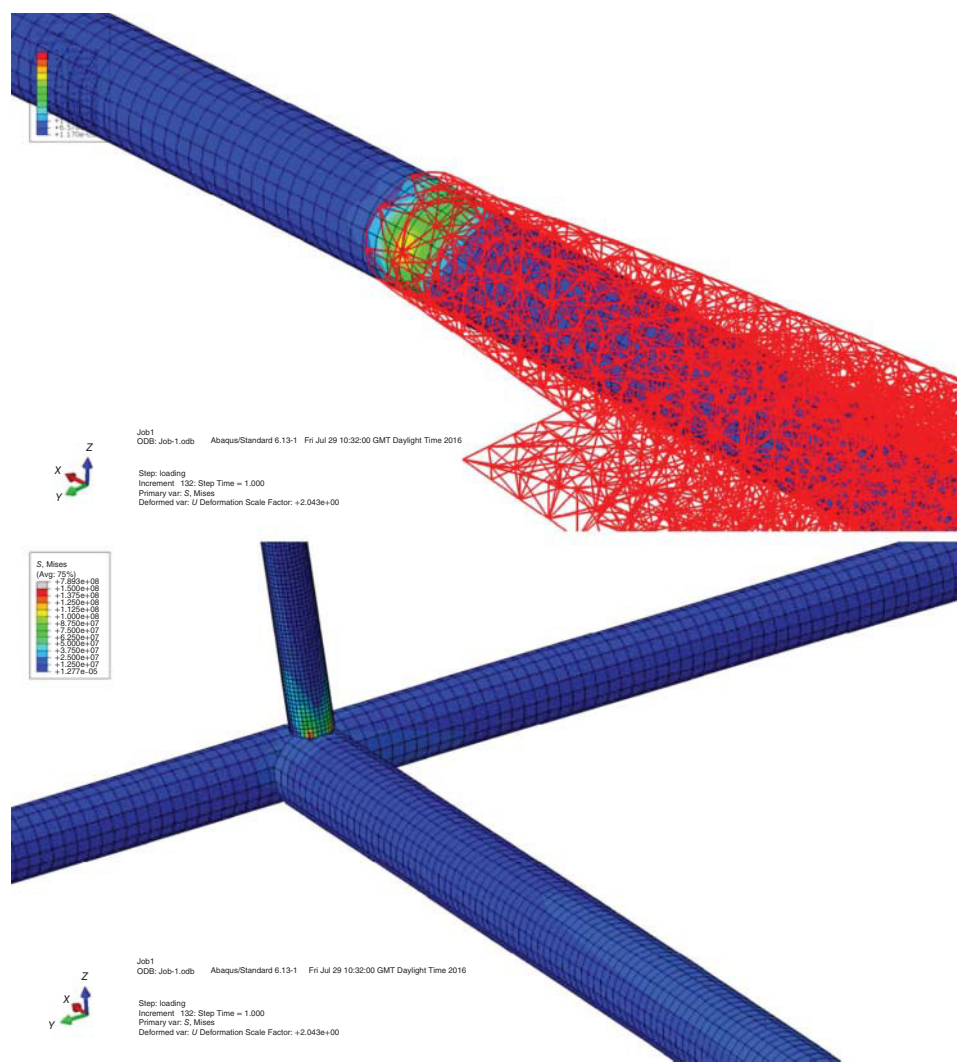 +1.170e-05
Z
X
Y
Job1
ODB: Job-1.odb Abaqus/Standard 6.13-1 Fri Jul 29 10:32:00 GMT Daylight Time 2016
Step: loading
Increment 132: Step Time = 1.000
Primary var: S, Mises
Deformed var: U Deformation Scale Factor: +2.043e+00
S, Mises
(Avg: 75%)
+7.893e+08
+1.500e+08
+1.375e+08
+1.250e+08
+1.125e+08
+1.000e+08
+8.750e+07
+7.500e+07
+6.250e+07
+5.000e+07
+3.750e+07
+2.500e+07
+1.250e+07
+1.277e-05
Z
X
Y
Job1
ODB: Job-1.odb Abaqus/Standard 6.13-1 Fri Jul 29 10:32:00 GMT Daylight Time 2016
Step: loading
Increment 132: Step Time = 1.000
Primary var: S, Mises
Deformed var: U Deformation Scale Factor: +2.043e+00